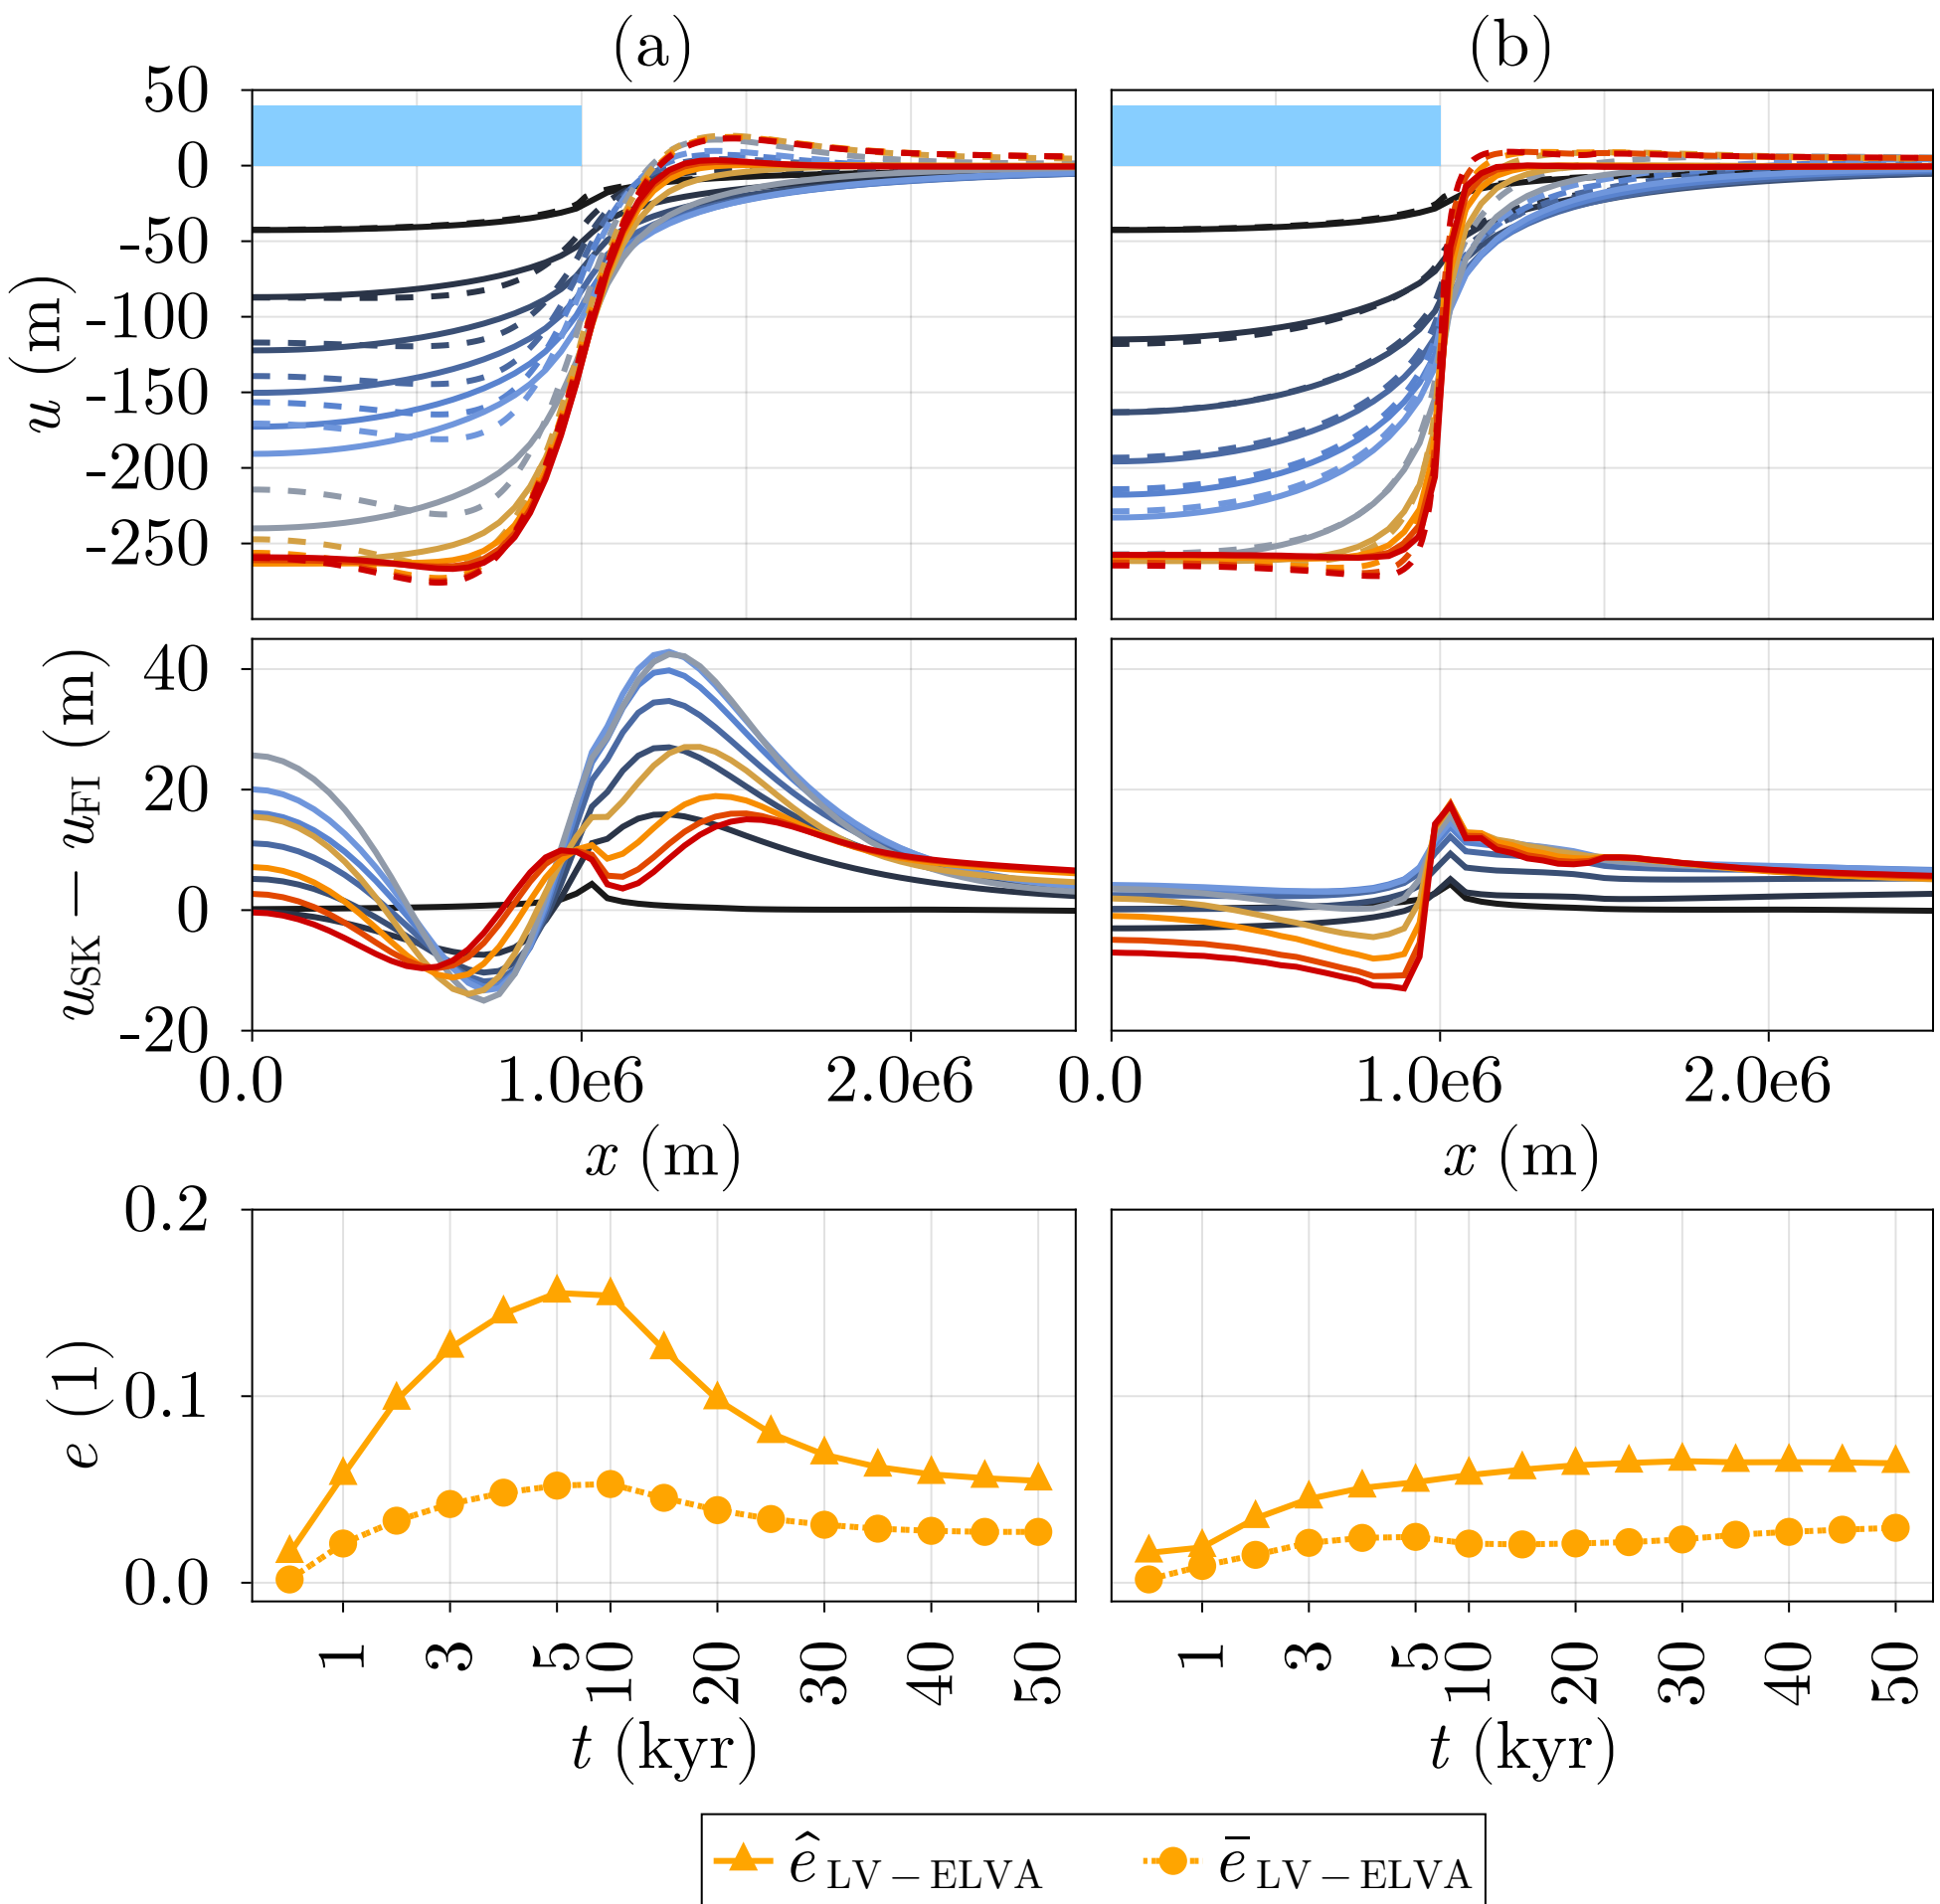 (a) (b)
50
0
-50
-100
-150
-200
-250
u (m)
40
20
0
-20
u_SK − u_FI (m)
0.0 1.0e6 2.0e6 0.0 1.0e6 2.0e6
x (m) x (m)
0.2
0.1
0.0
e (1)
1 3 5 10 20 30 40 50 1 3 5 10 20 30 40 50
t (kyr) t (kyr)
ê LV − ELVA ē LV − ELVA